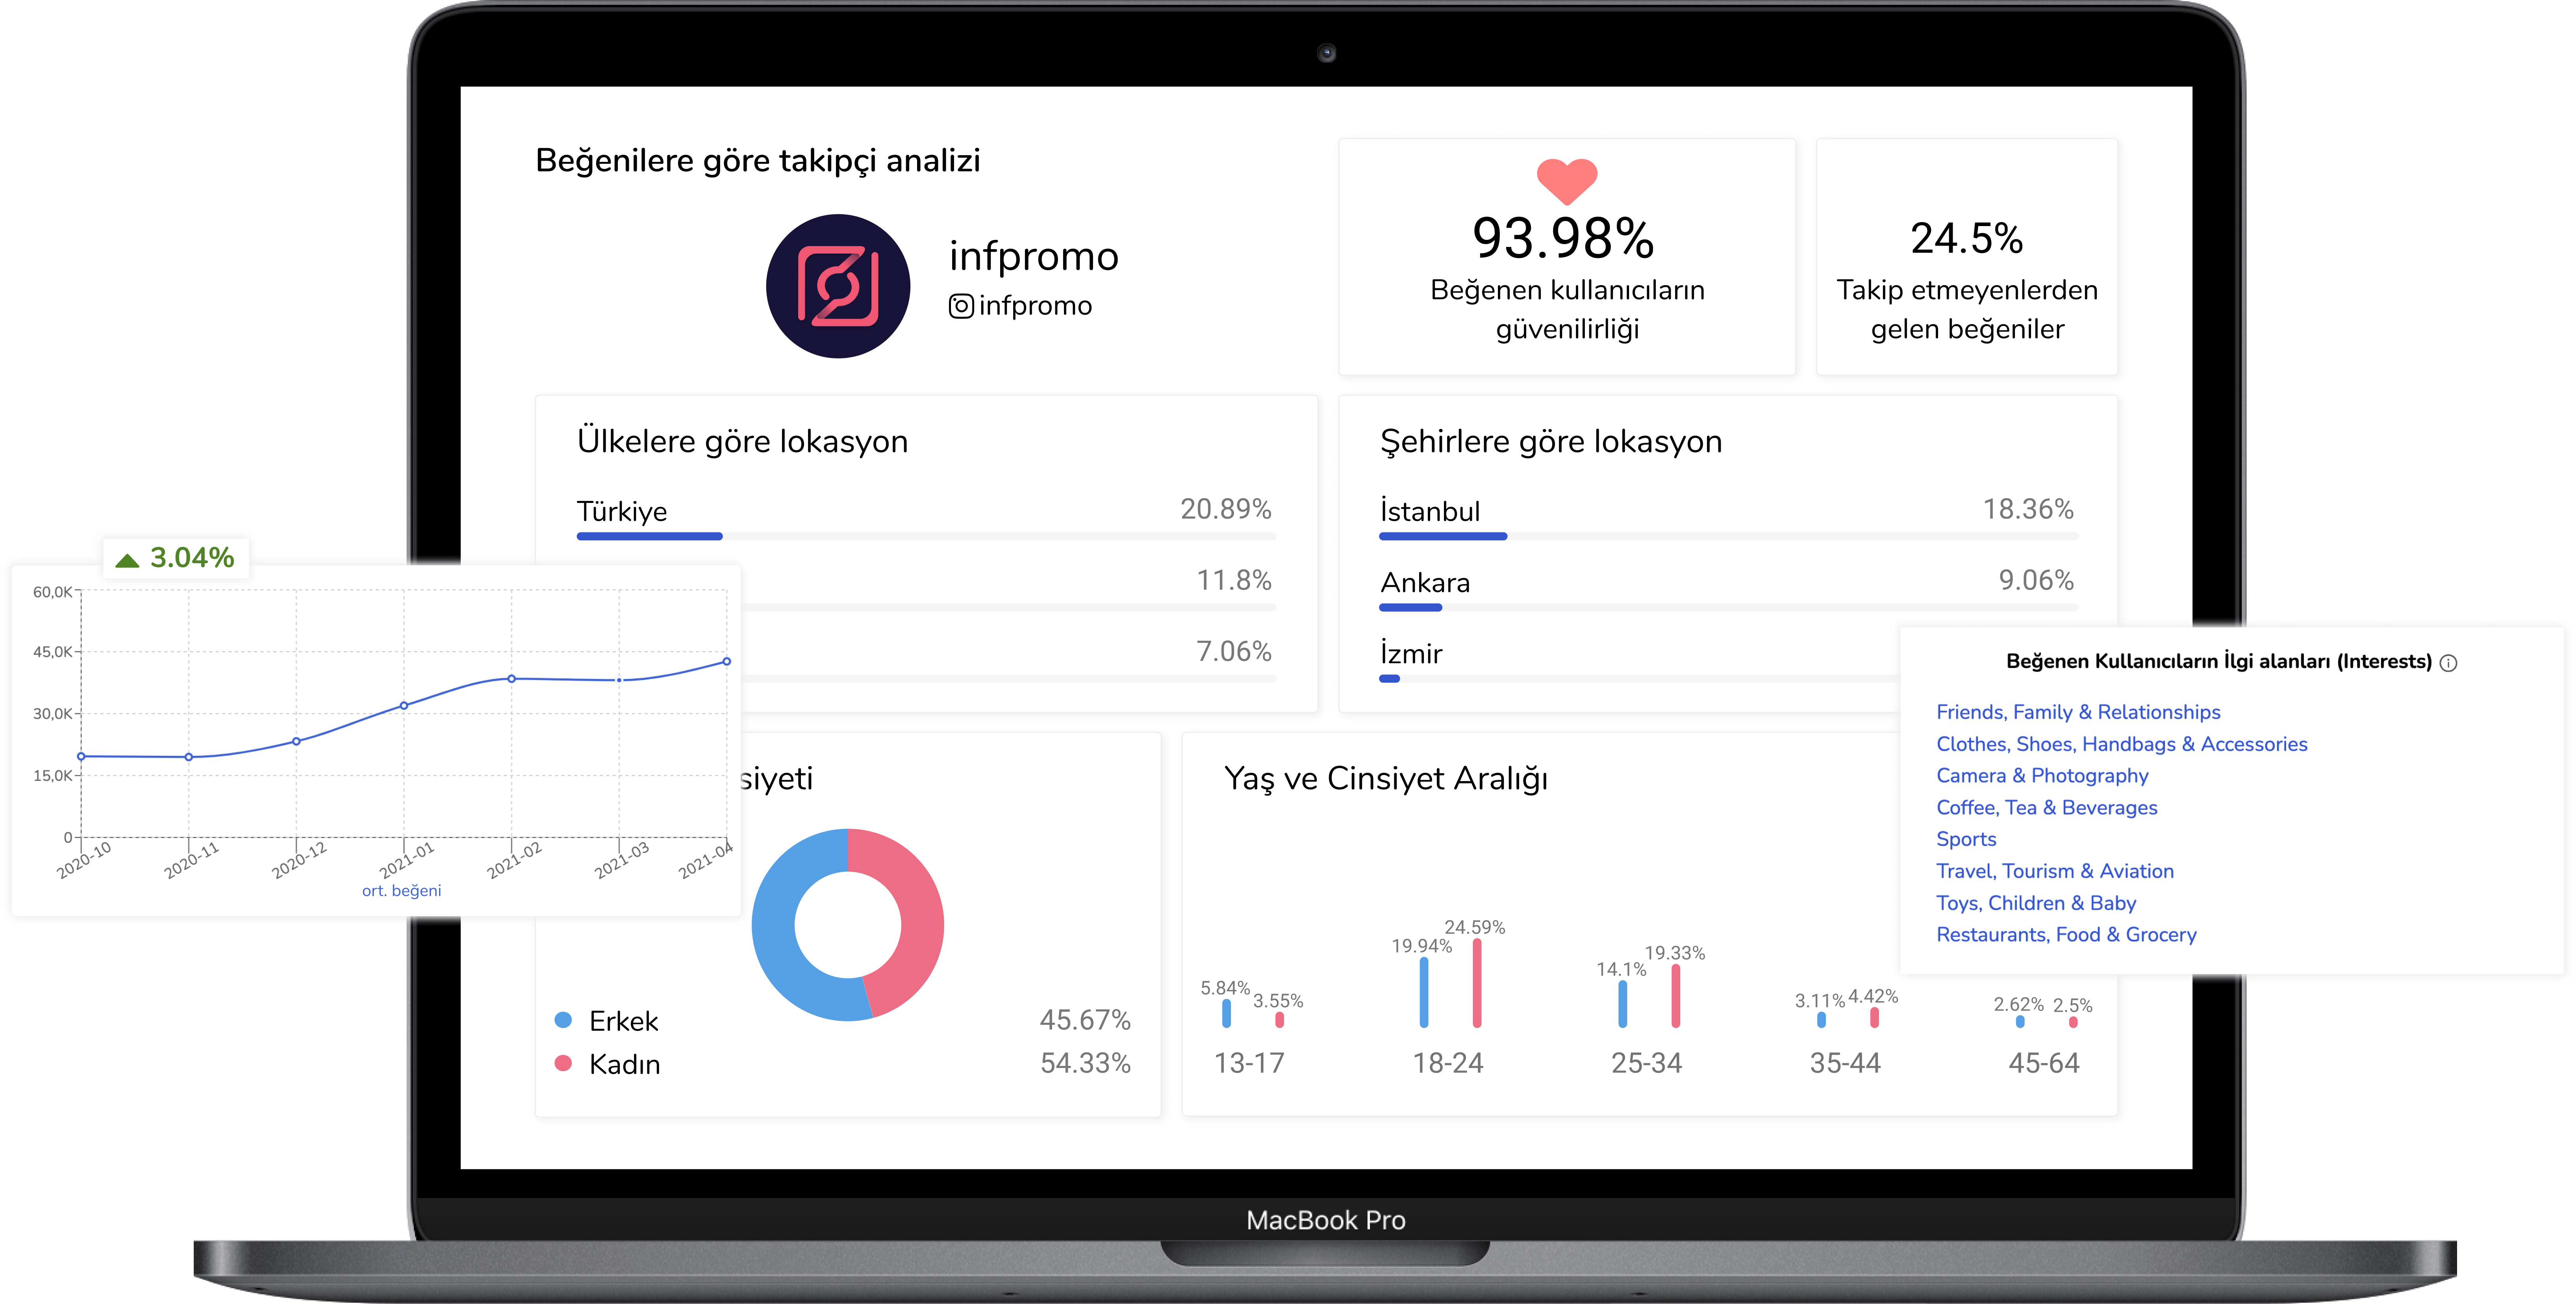 Beğenilere göre takipçi analizi
infpromo
infpromo
93.98%
Beğenen kullanıcıların
güvenilirliği
24.5%
Takip etmeyenlerden
gelen beğeniler
Ülkelere göre lokasyon
Türkiye 20.89%
11.8%
7.06%
Şehirlere göre lokasyon
İstanbul 18.36%
Ankara 9.06%
İzmir
3.04%
60,0K
45,0K
30,0K
15,0K
0
2020-10 2020-11 2020-12 2021-01 2021-02 2021-03 2021-04
ort. beğeni
siyeti
Erkek 45.67%
Kadın 54.33%
Yaş ve Cinsiyet Aralığı
5.84% 3.55% 19.94% 24.59% 14.1% 19.33% 3.11% 4.42% 2.62% 2.5%
13-17 18-24 25-34 35-44 45-64
Beğenen Kullanıcıların İlgi alanları (Interests)
Friends, Family & Relationships
Clothes, Shoes, Handbags & Accessories
Camera & Photography
Coffee, Tea & Beverages
Sports
Travel, Tourism & Aviation
Toys, Children & Baby
Restaurants, Food & Grocery
MacBook Pro